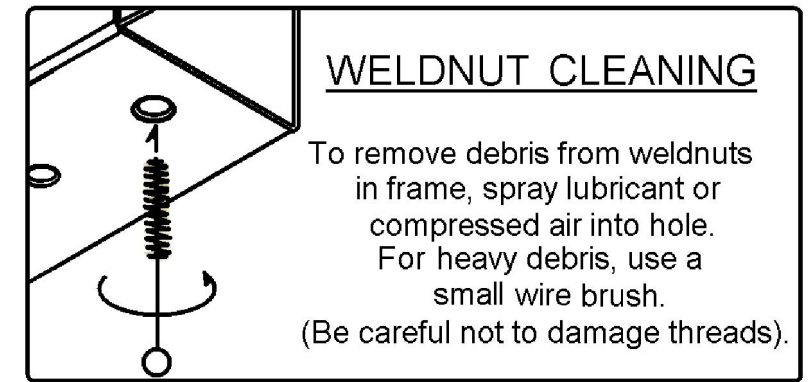 WELDNUT CLEANING
To remove debris from weldnuts
in frame, spray lubricant or
compressed air into hole.
For heavy debris, use a
small wire brush.
(Be careful not to damage threads).